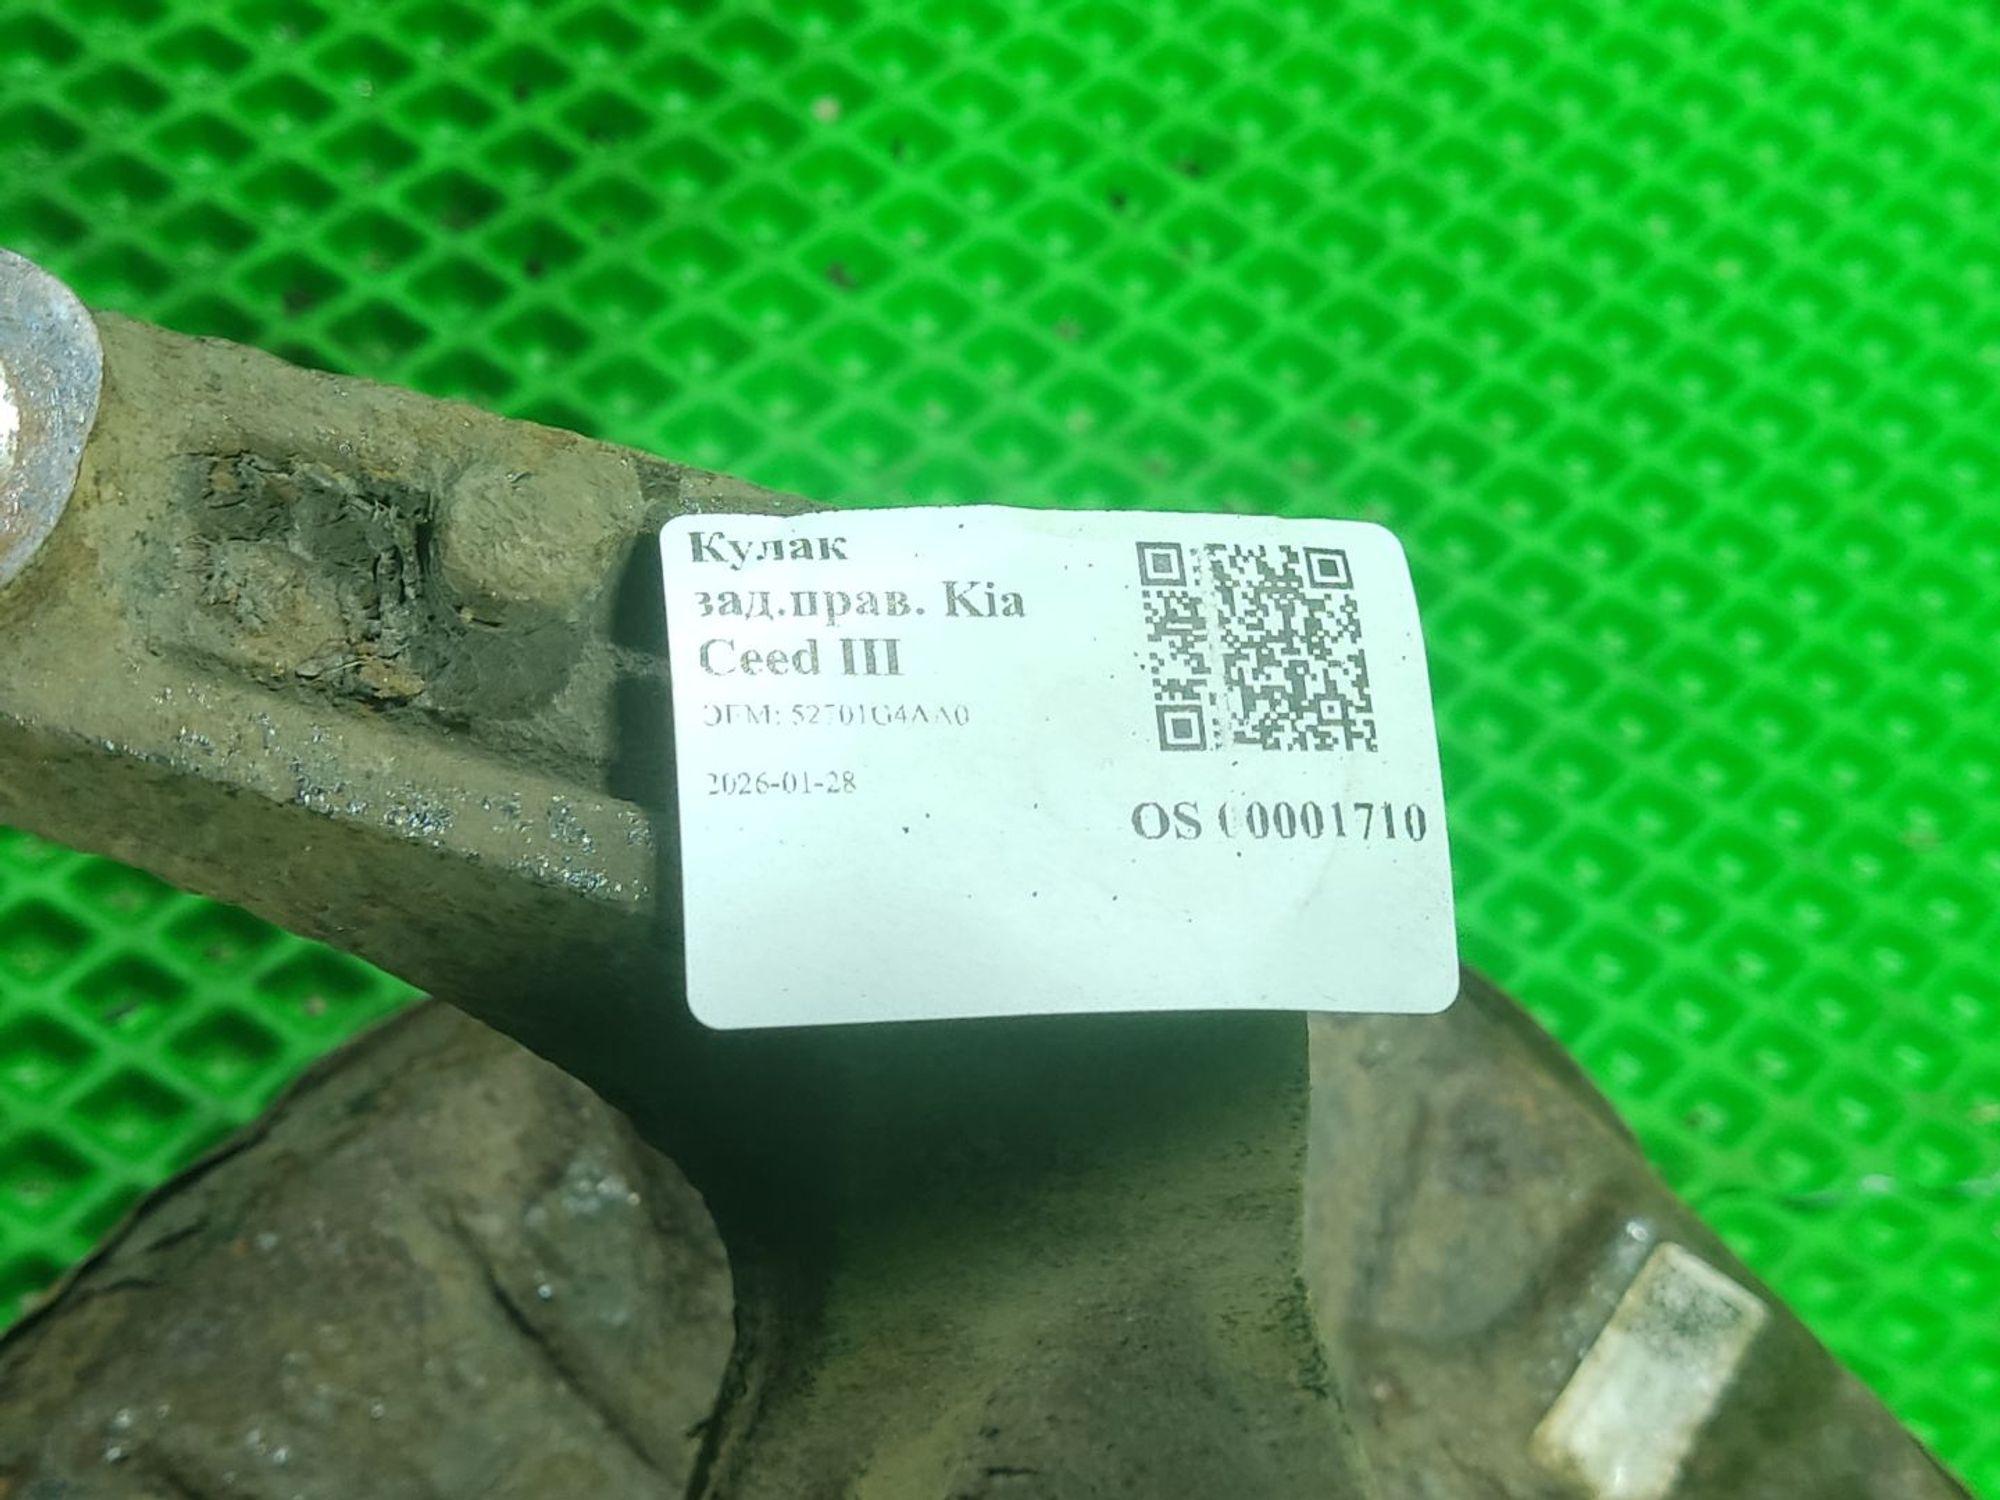 Кулак
зад.прав. Kia
Ceed III
OEM: 52701G4AA0
2026-01-28
OS 00001710